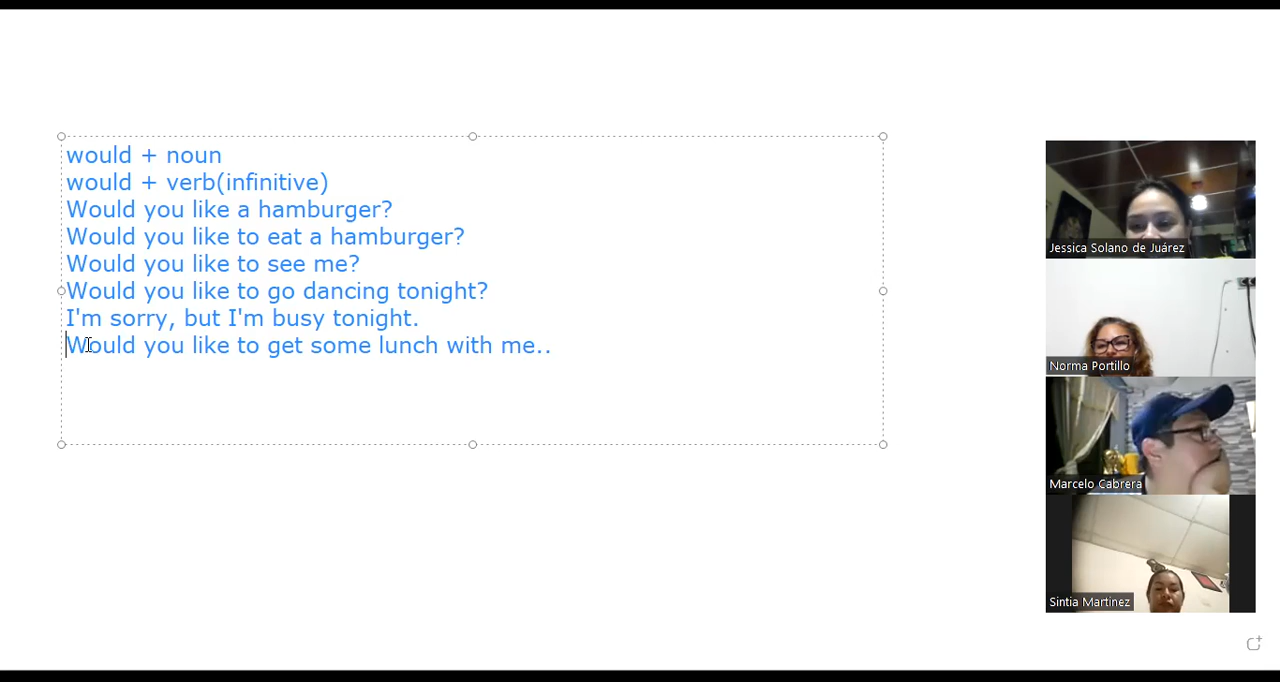 would + noun
would + verb(infinitive)
Would you like a hamburger?
Would you like to eat a hamburger?
Would you like to see me?
Would you like to go dancing tonight?
I'm sorry, but I'm busy tonight.
Would you like to get some lunch with me..
Jessica Solano de Juárez
Norma Portillo
Marcelo Cabrera
Sintia Martinez